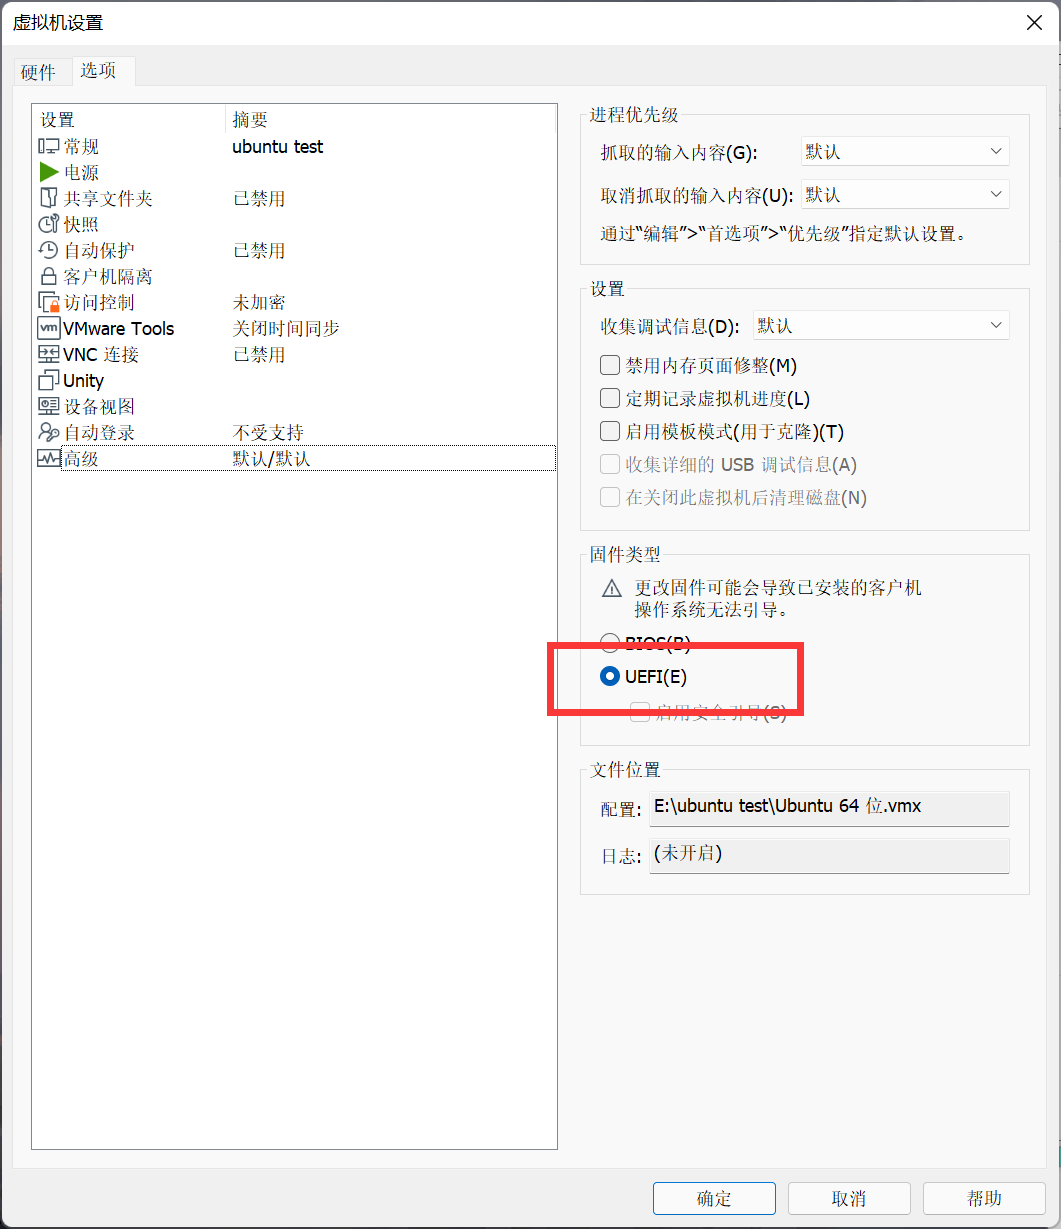 虚拟机设置
硬件 选项
设置 摘要
常规 ubuntu test
电源
共享文件夹 已禁用
快照
自动保护 已禁用
客户机隔离
访问控制 未加密
vm VMware Tools 关闭时间同步
VNC 连接 已禁用
Unity
设备视图
自动登录 不受支持
高级 默认/默认
进程优先级
抓取的输入内容(G): 默认
取消抓取的输入内容(U): 默认
通过“编辑”>“首选项”>“优先级”指定默认设置。
设置
收集调试信息(D): 默认
禁用内存页面修整(M)
定期记录虚拟机进度(L)
启用模板模式(用于克隆)(T)
收集详细的 USB 调试信息(A)
在关闭此虚拟机后清理磁盘(N)
固件类型
更改固件可能会导致已安装的客户机
操作系统无法引导。
BIOS(B)
UEFI(E)
启用安全引导(S)
文件位置
配置: E:\ubuntu test\Ubuntu 64 位.vmx
日志: (未开启)
确定 取消 帮助